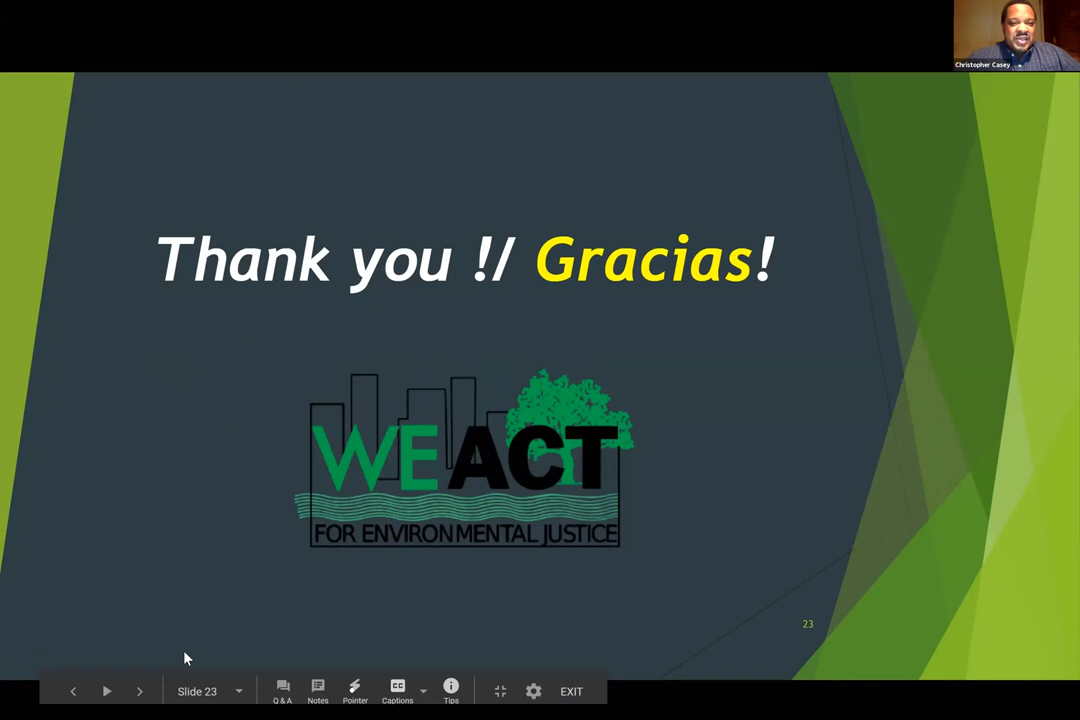 Christopher Casey
Thank you !/ Gracias!
WE ACT
FOR ENVIRONMENTAL JUSTICE
23
Slide 23
Q & A
Notes
Pointer
Captions
Tips
EXIT